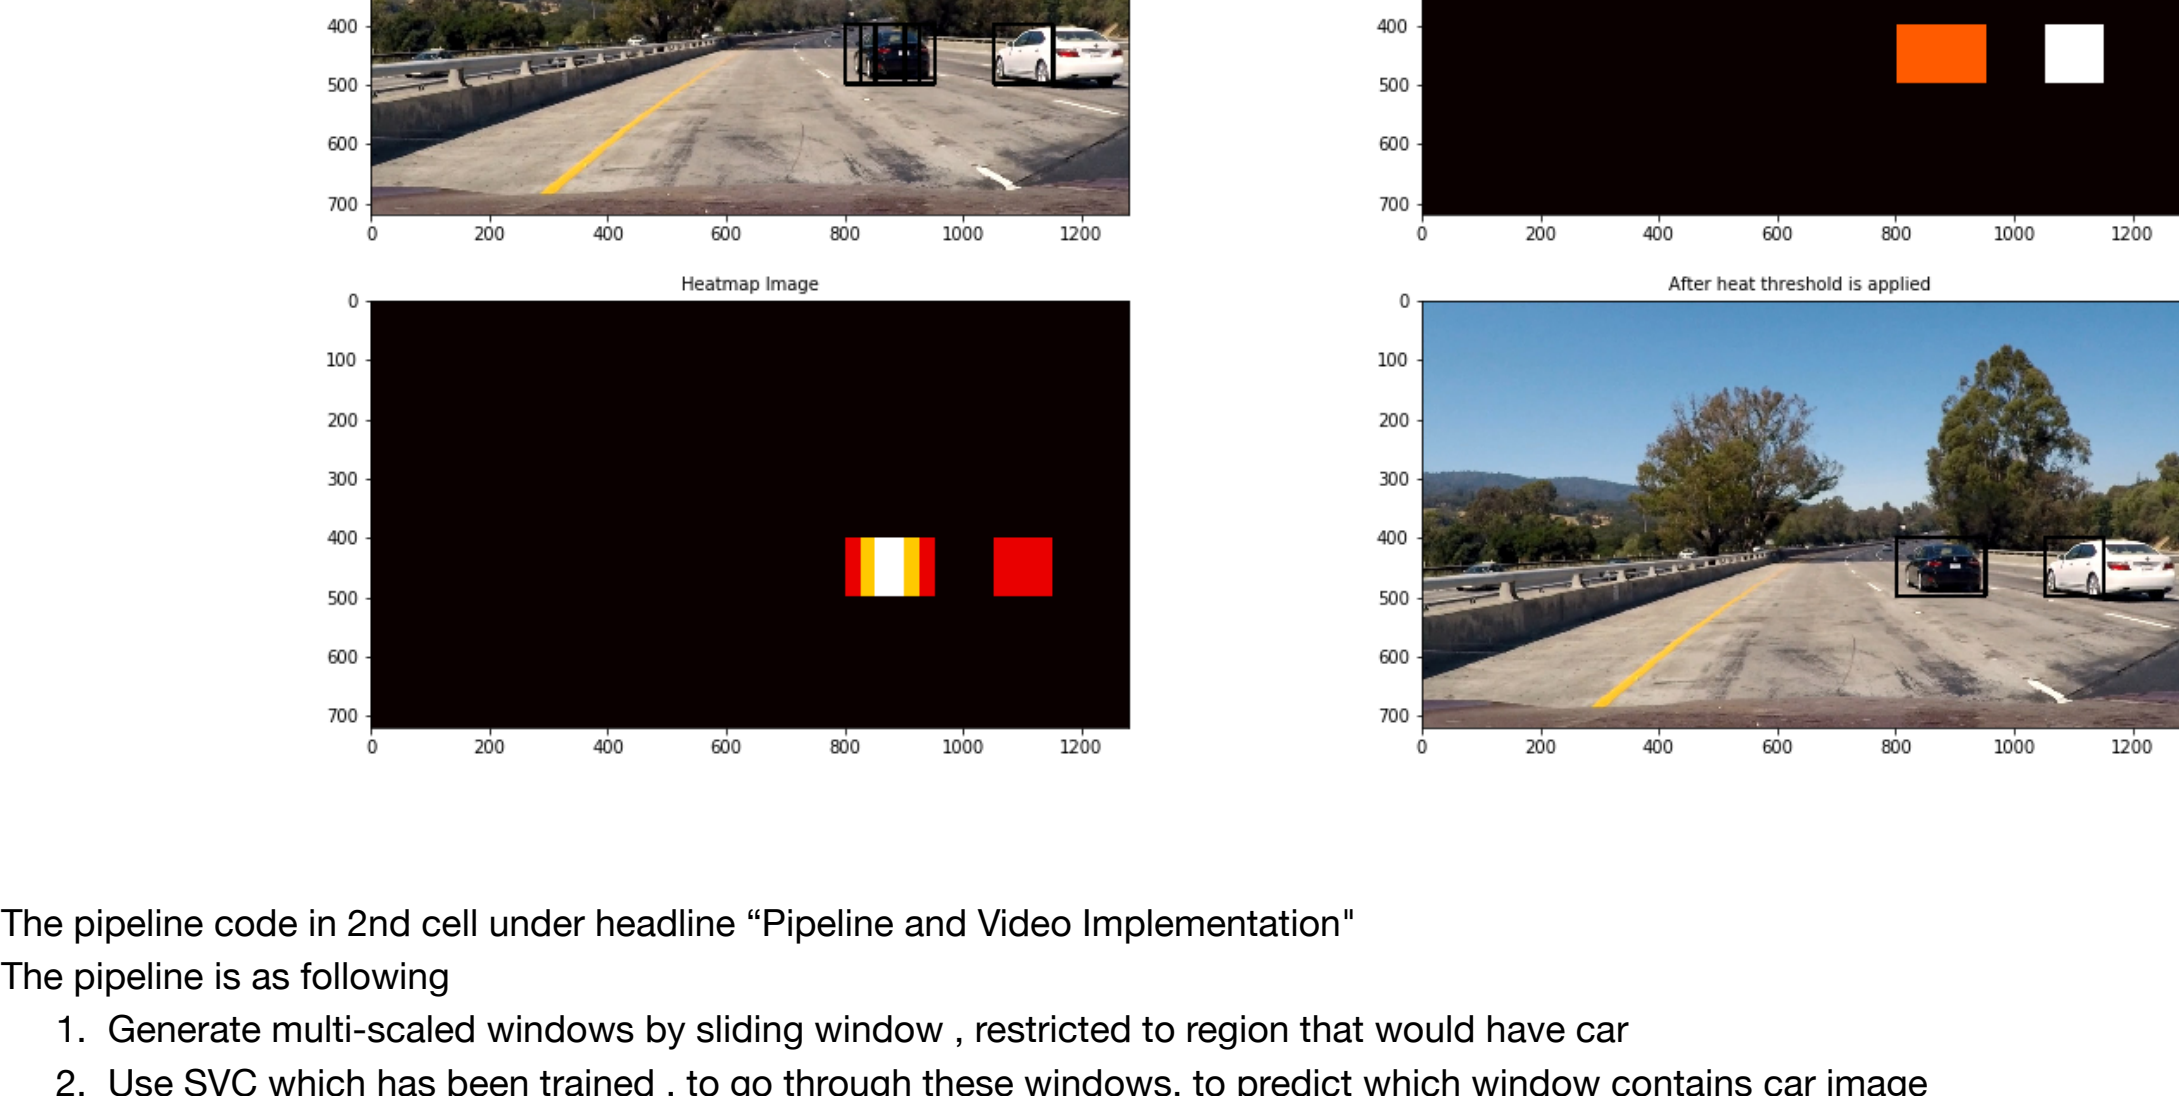 400
500
600
700
0 200 400 600 800 1000 1200
400
500
600
700
0 200 400 600 800 1000 1200
Heatmap Image
0
100
200
300
400
500
600
700
0 200 400 600 800 1000 1200
After heat threshold is applied
0
100
200
300
400
500
600
700
0 200 400 600 800 1000 1200
The pipeline code in 2nd cell under headline “Pipeline and Video Implementation"
The pipeline is as following
1. Generate multi-scaled windows by sliding window , restricted to region that would have car
2. Use SVC which has been trained , to go through these windows, to predict which window contains car image